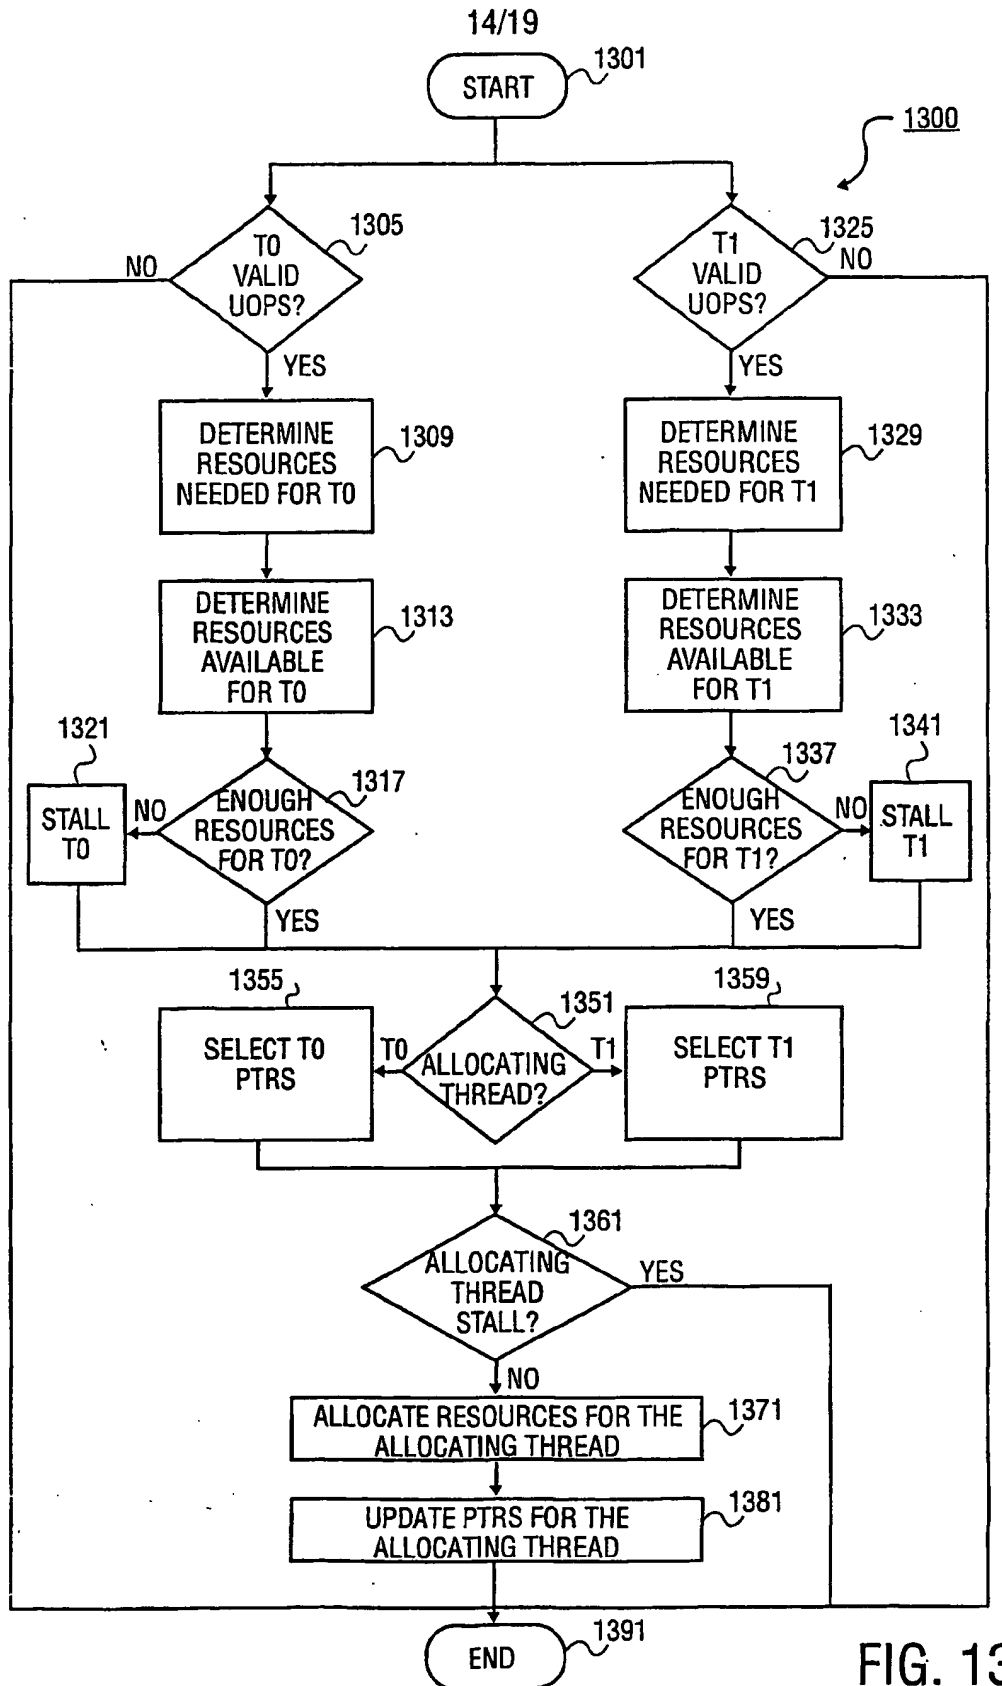 14/19
START
1301
1300
T0
VALID
UOPS?
1305
NO
YES
T1
VALID
UOPS?
1325
NO
YES
DETERMINE
RESOURCES
NEEDED FOR T0
1309
DETERMINE
RESOURCES
NEEDED FOR T1
1329
DETERMINE
RESOURCES
AVAILABLE
FOR T0
1313
DETERMINE
RESOURCES
AVAILABLE
FOR T1
1333
1321
STALL
T0
NO
ENOUGH
RESOURCES
FOR T0?
1317
YES
ENOUGH
RESOURCES
FOR T1?
1337
NO
YES
1341
STALL
T1
1355
SELECT T0
PTRS
T0
ALLOCATING
THREAD?
1351
T1
1359
SELECT T1
PTRS
ALLOCATING
THREAD
STALL?
1361
YES
NO
ALLOCATE RESOURCES FOR THE
ALLOCATING THREAD
1371
UPDATE PTRS FOR THE
ALLOCATING THREAD
1381
END
1391
FIG. 13